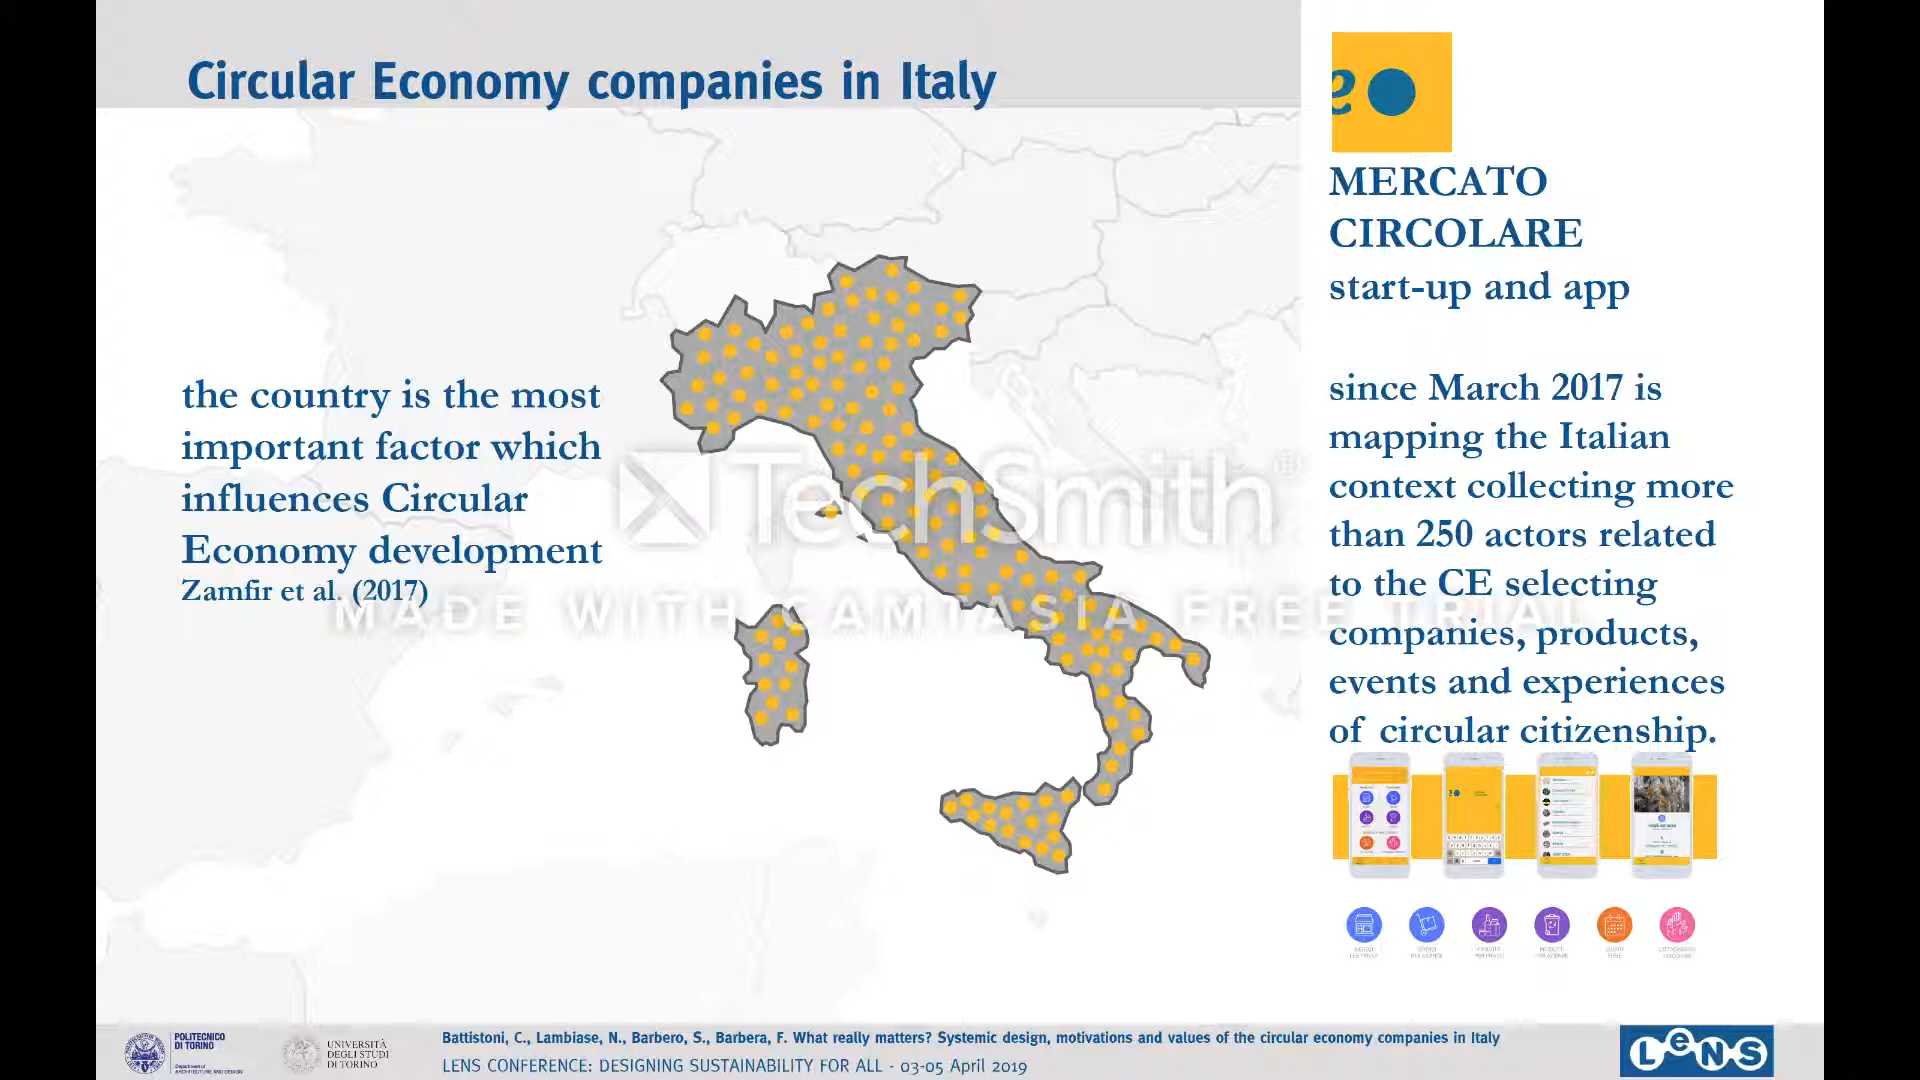 Circular Economy companies in Italy
the country is the most
important factor which
influences Circular
Economy development
Zamfir et al. (2017)
e
MERCATO
CIRCOLARE
start-up and app
since March 2017 is
mapping the Italian
context collecting more
than 250 actors related
to the CE selecting
companies, products,
events and experiences
of circular citizenship.
TechSmith®
MADE WITH CAMTASIA FREE TRIAL
POLITECNICO
DI TORINO
Department of
ARCHITECTURE AND DESIGN
UNIVERSITÀ
DEGLI STUDI
DI TORINO
Battistoni, C., Lambiase, N., Barbero, S., Barbera, F. What really matters? Systemic design, motivations and values of the circular economy companies in Italy
LENS CONFERENCE: DESIGNING SUSTAINABILITY FOR ALL - 03-05 April 2019
LeNS